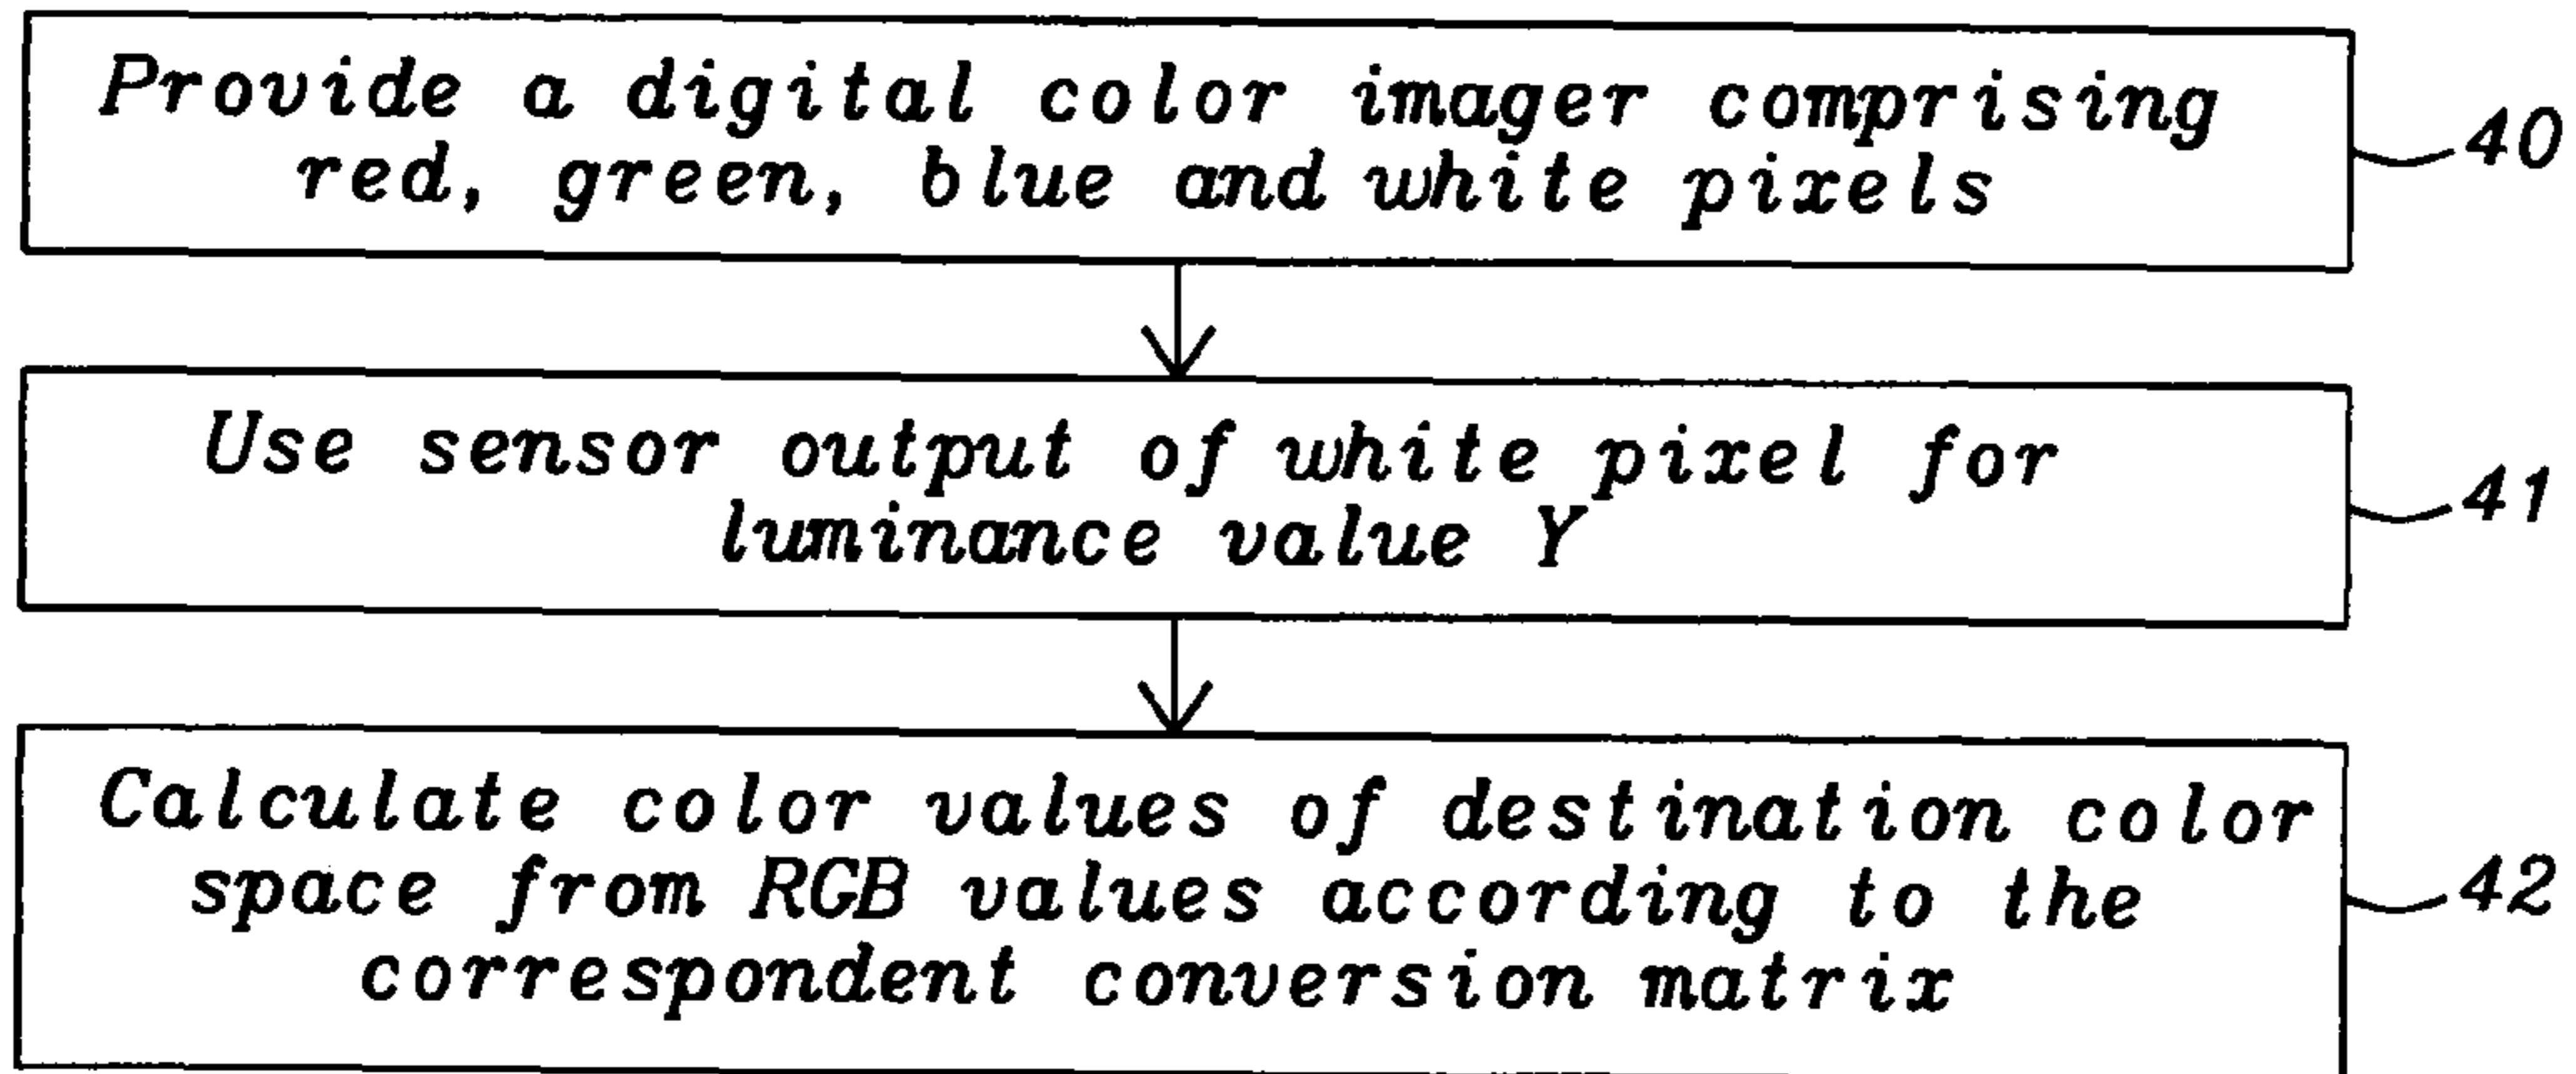 Provide a digital color imager comprising
red, green, blue and white pixels
40
Use sensor output of white pixel for
luminance value Y
41
Calculate color values of destination color
space from RGB values according to the
correspondent conversion matrix
42